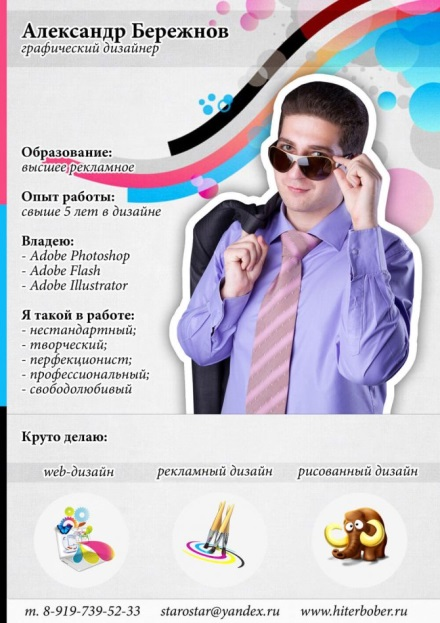 Александр Бережнов
графический дизайнер
Образование:
высшее рекламное
Опыт работы:
свыше 5 лет в дизайне
Владею:
- Adobe Photoshop
- Adobe Flash
- Adobe Illustrator
Я такой в работе:
- нестандартный;
- творческий;
- перфекционист;
- профессиональный;
- свободолюбивый
Круто делаю:
web-дизайн рекламный дизайн рисованный дизайн
т. 8-919-739-52-33 starostar@yandex.ru www.hiterbober.ru